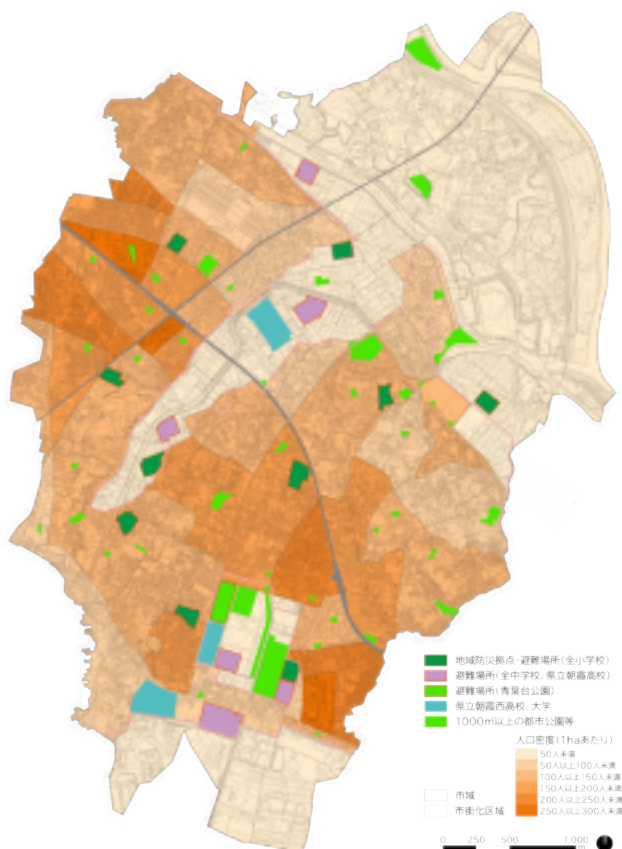 地域防災拠点・避難場所(全小学校)
避難場所(全中学校、県立朝霞高校)
避難場所(青葉台公園)
県立朝霞西高校、大学
1000㎡以上の都市公園等
人口密度(1haあたり)
50人未満
50人以上100人未満
100人以上150人未満
150人以上200人未満
200人以上250人未満
250人以上300人未満
市域
市街化区域
0 250 500 1,000
m